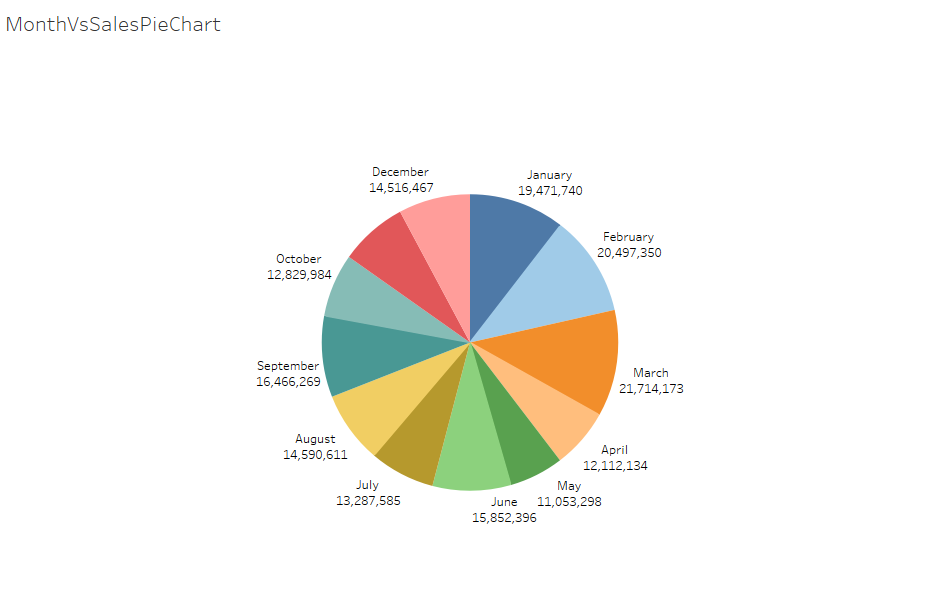 MonthVsSalesPieChart
December
14,516,467
January
19,471,740
February
20,497,350
October
12,829,984
March
21,714,173
September
16,466,269
August
14,590,611
April
12,112,134
July
13,287,585
May
11,053,298
June
15,852,396